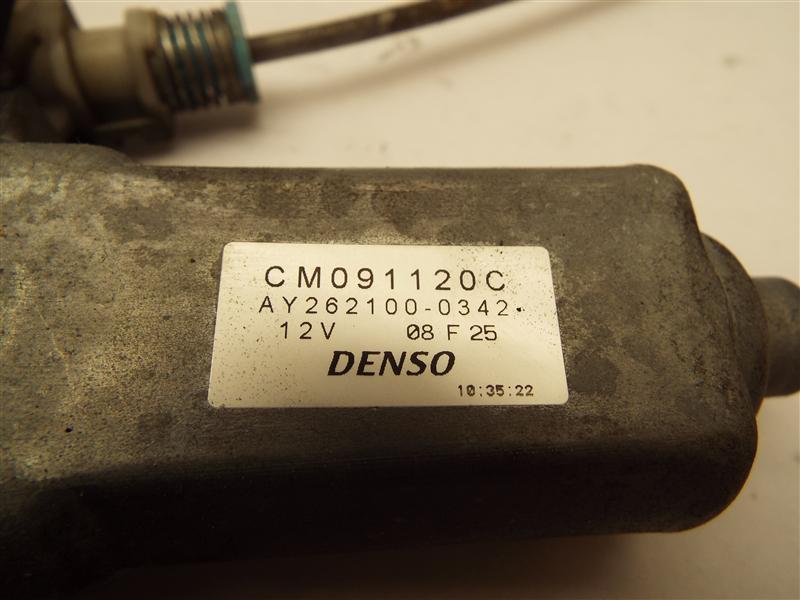 CM091120C
AY262100-0342
12V 08 F 25
DENSO
10:35:22